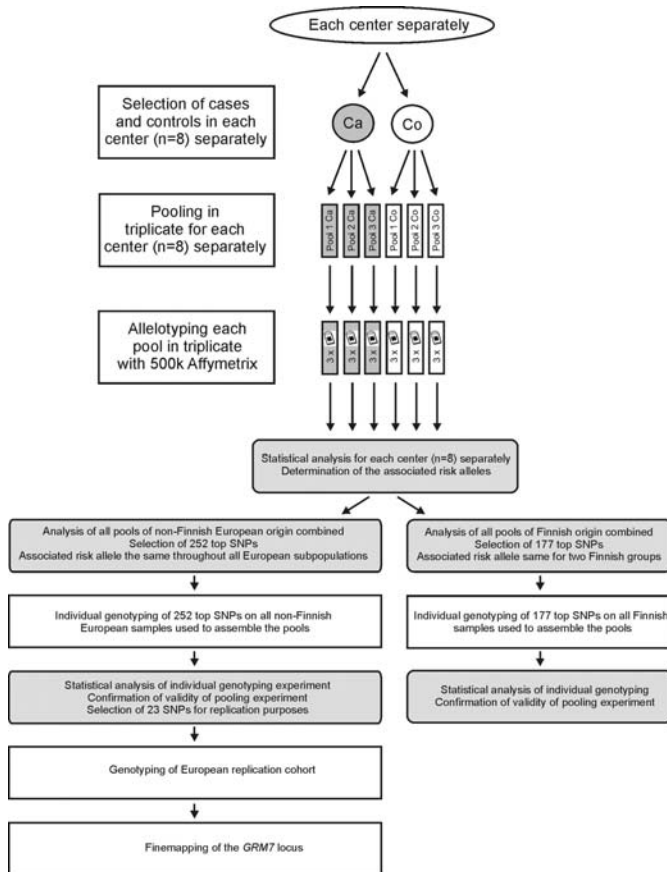 Each center separately
Selection of cases
and controls in each
center (n=8) separately
Ca
Co
Pooling in
triplicate for each
center (n=8) separately
Pool 1 Ca
Pool 2 Ca
Pool 3 Ca
Pool 1 Co
Pool 2 Co
Pool 3 Co
Allelotyping each
pool in triplicate
with 500k Affymetrix
3 x
3 x
3 x
3 x
3 x
3 x
Statistical analysis for each center (n=8) separately
Determination of the associated risk alleles
Analysis of all pools of non-Finnish European origin combined
Selection of 252 top SNPs
Associated risk allele the same throughout all European subpopulations
Analysis of all pools of Finnish origin combined
Selection of 177 top SNPs
Associated risk allele same for two Finnish groups
Individual genotyping of 252 top SNPs on all non-Finnish
European samples used to assemble the pools
Individual genotyping of 177 top SNPs on all Finnish
samples used to assemble the pools
Statistical analysis of individual genotyping experiment
Confirmation of validity of pooling experiment
Selection of 23 SNPs for replication purposes
Statistical analysis of individual genotyping
Confirmation of validity of pooling experiment
Genotyping of European replication cohort
Finemapping of the GRM7 locus